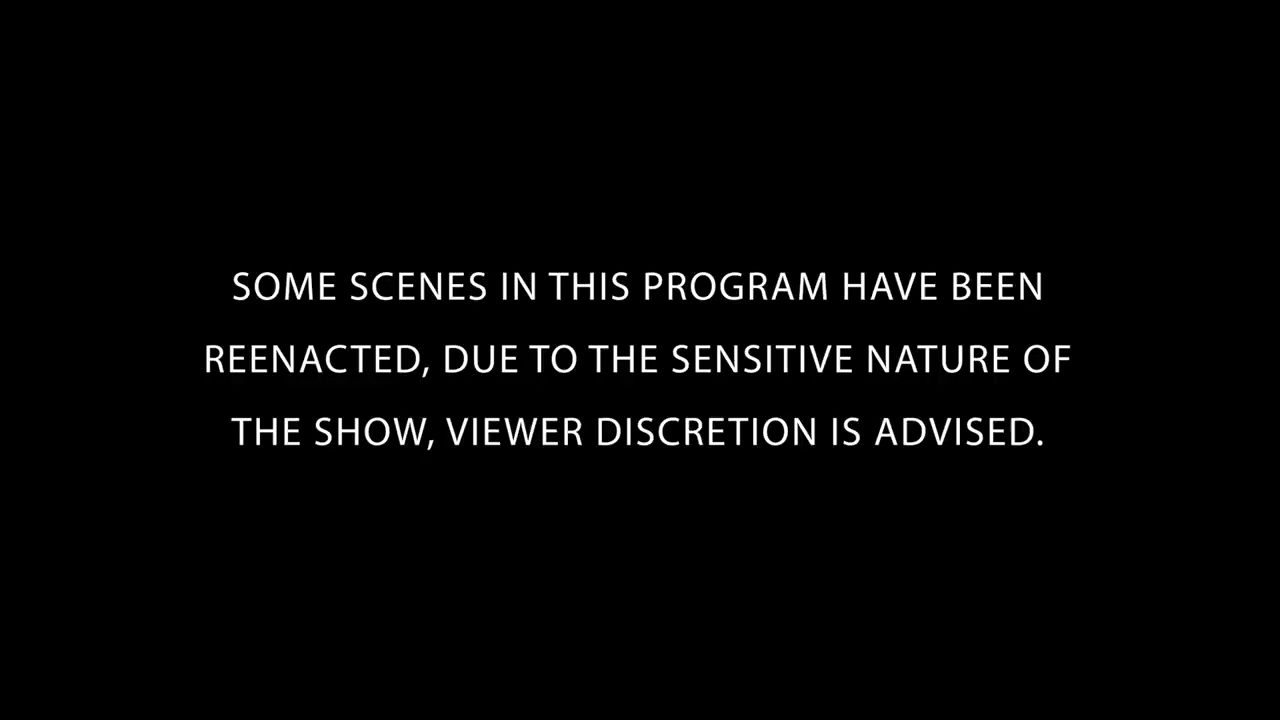 SOME SCENES IN THIS PROGRAM HAVE BEEN
REENACTED, DUE TO THE SENSITIVE NATURE OF
THE SHOW, VIEWER DISCRETION IS ADVISED.